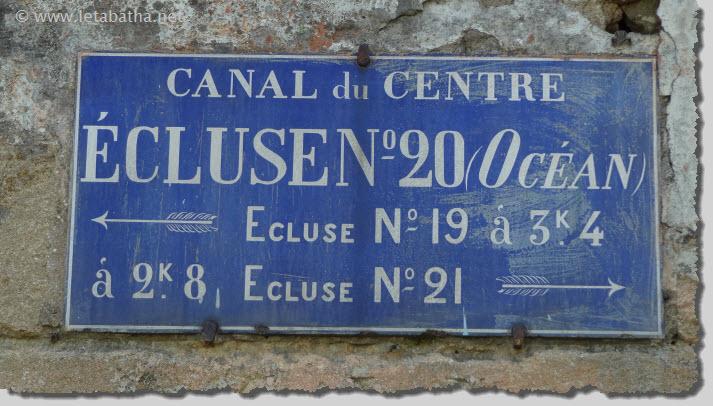 © www.letabatha.net
CANAL du CENTRE
ÉCLUSE No. 20 (OCÉAN)
ECLUSE No. 19 à 3K.4
à 2K.8, ECLUSE No. 21